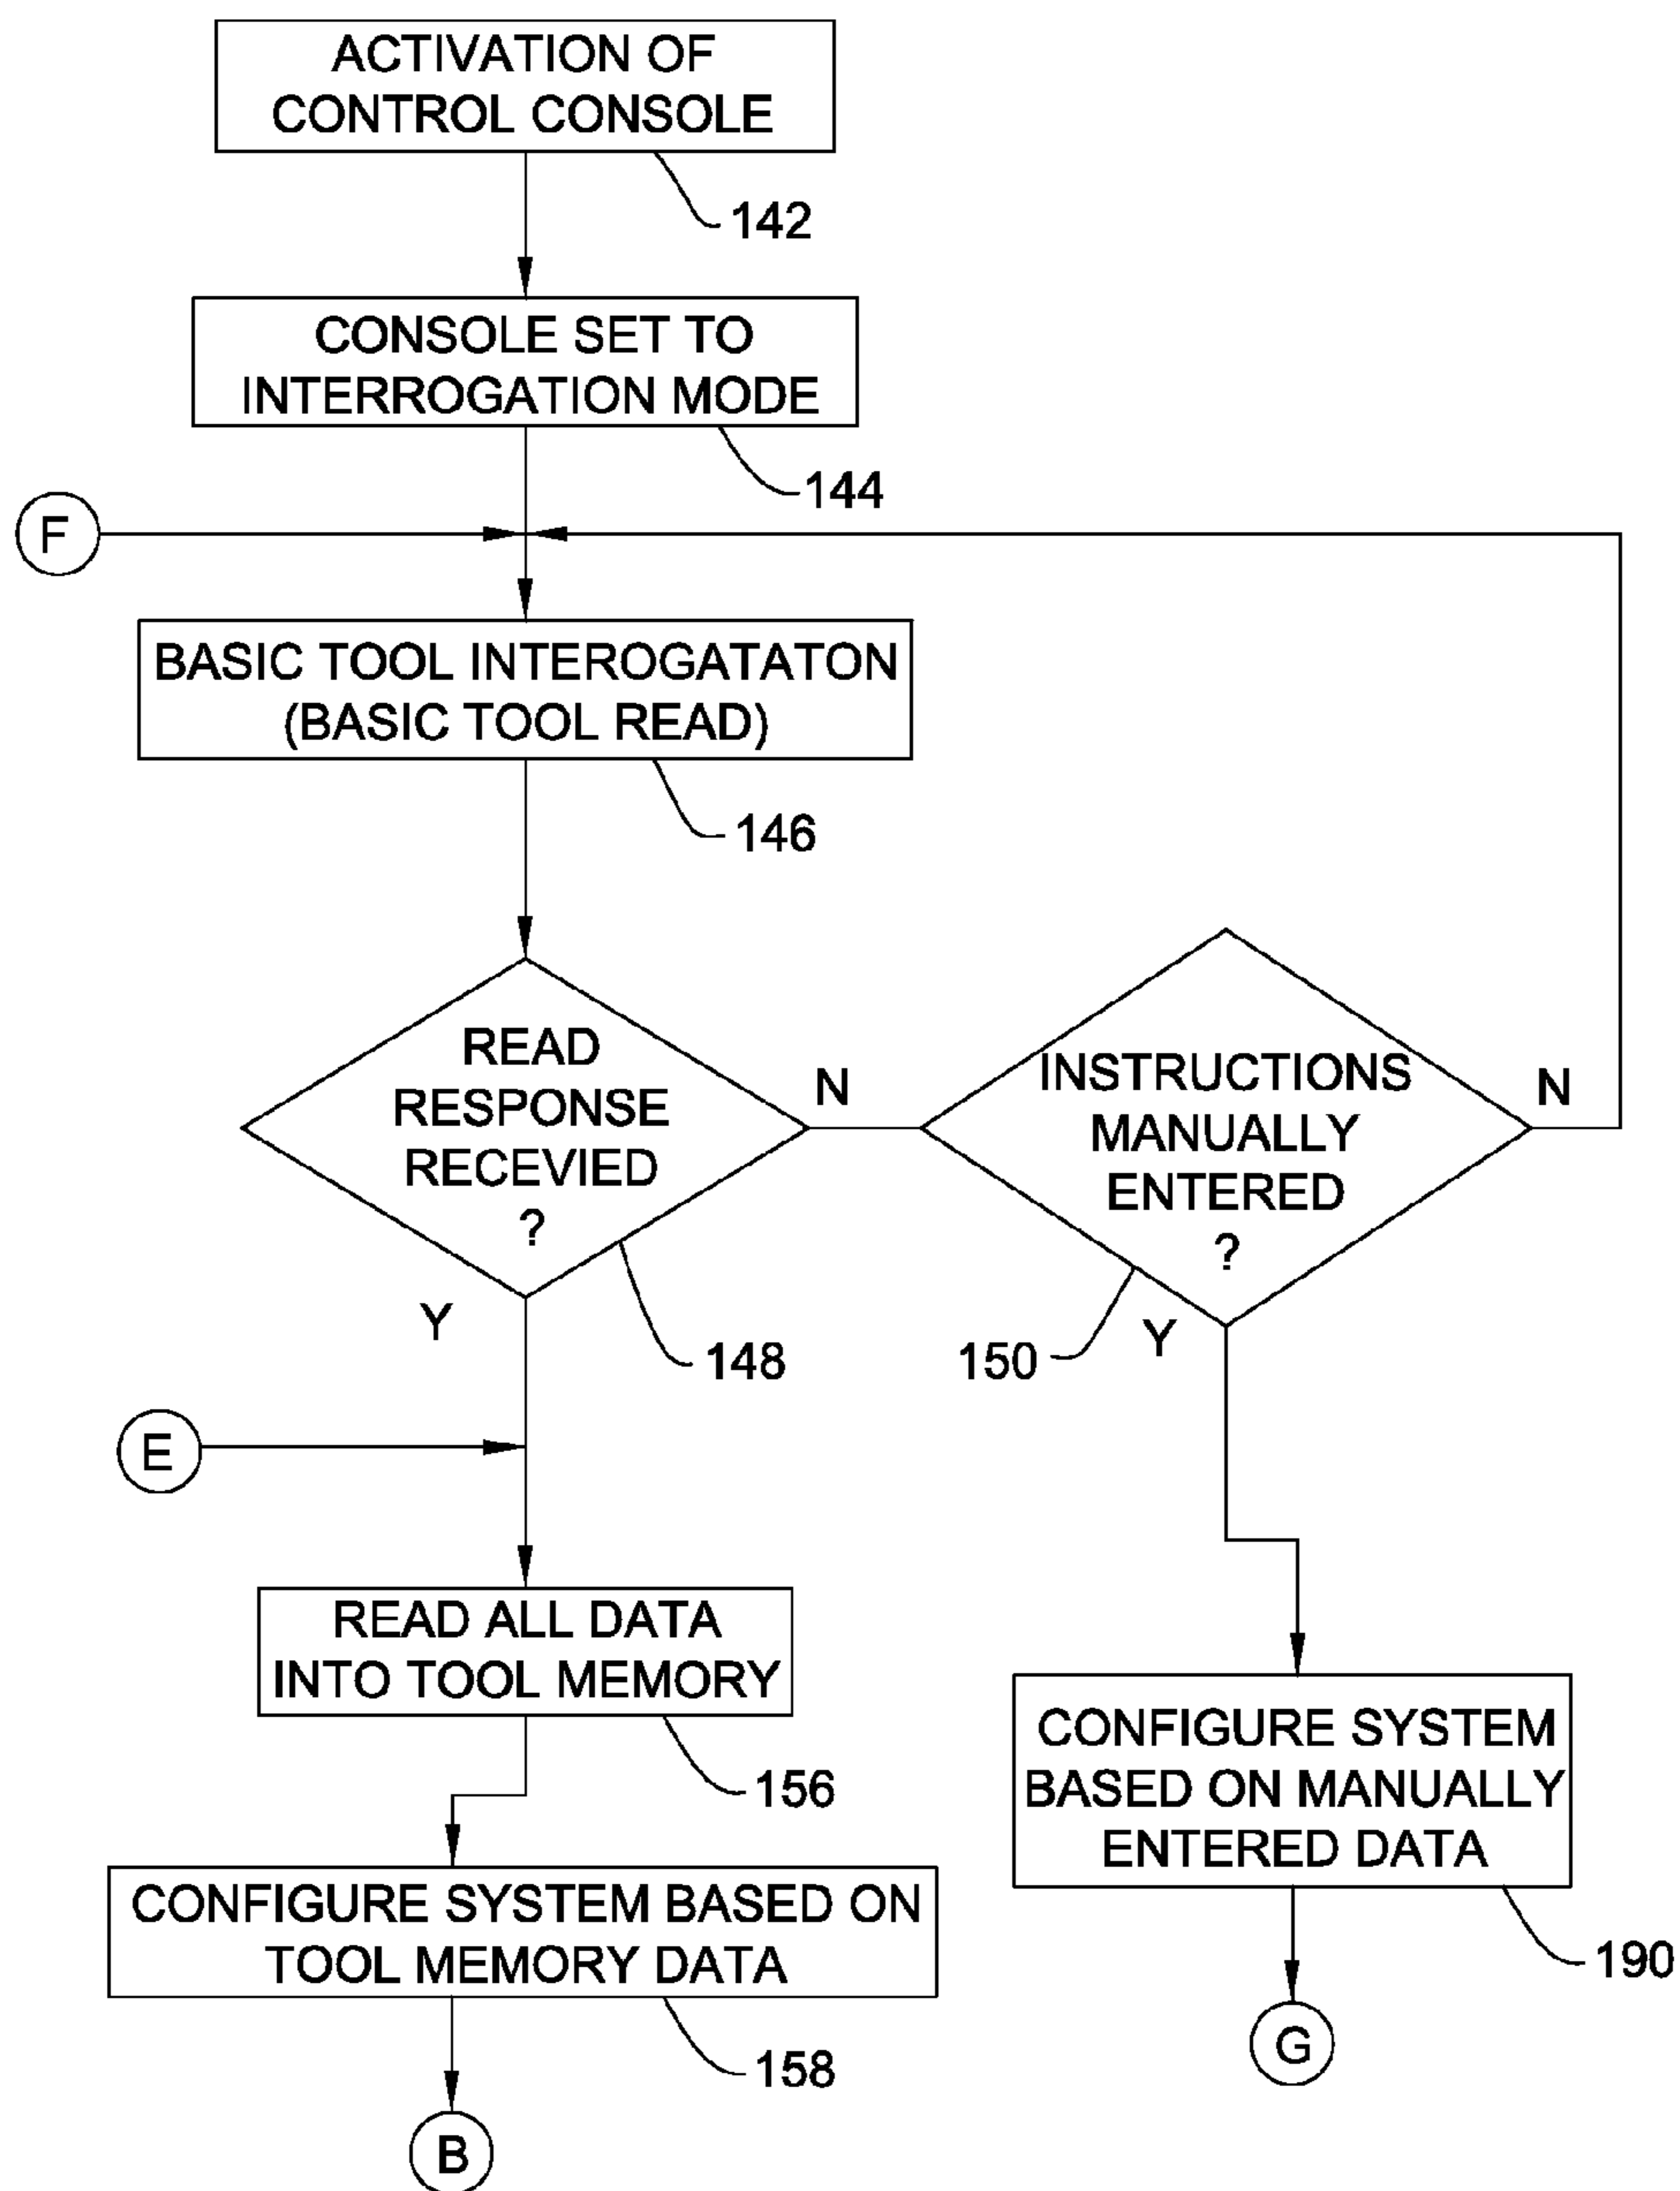 ACTIVATION OF
CONTROL CONSOLE
142
CONSOLE SET TO
INTERROGATION MODE
144
F
BASIC TOOL INTEROGATATON
(BASIC TOOL READ)
146
READ
RESPONSE
RECEVIED
?
N
INSTRUCTIONS
MANUALLY
ENTERED
?
N
Y
148
150
Y
E
READ ALL DATA
INTO TOOL MEMORY
156
CONFIGURE SYSTEM
BASED ON MANUALLY
ENTERED DATA
190
CONFIGURE SYSTEM BASED ON
TOOL MEMORY DATA
158
G
B